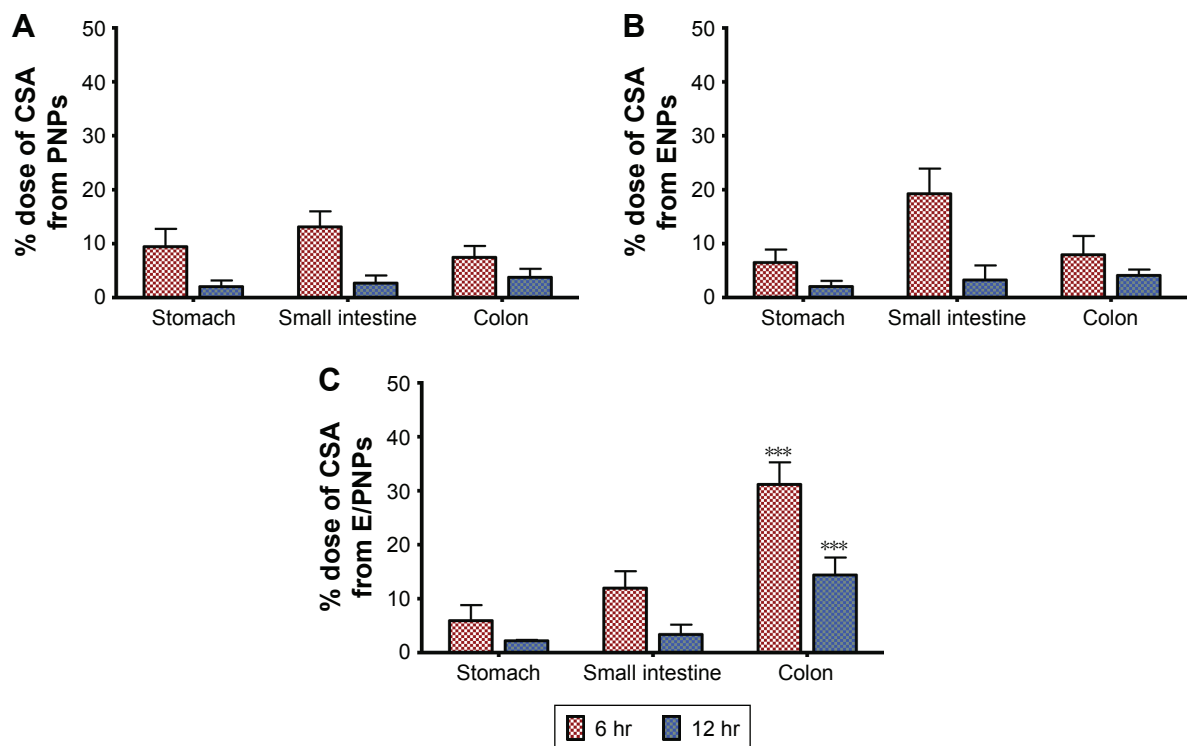 A
% dose of CSA
from PNPs
50
40
30
20
10
0
Stomach Small intestine Colon
B
% dose of CSA
from ENPs
50
40
30
20
10
0
Stomach Small intestine Colon
C
% dose of CSA
from E/PNPs
50
40
30
20
10
0
***
***
Stomach Small intestine Colon
6 hr 12 hr